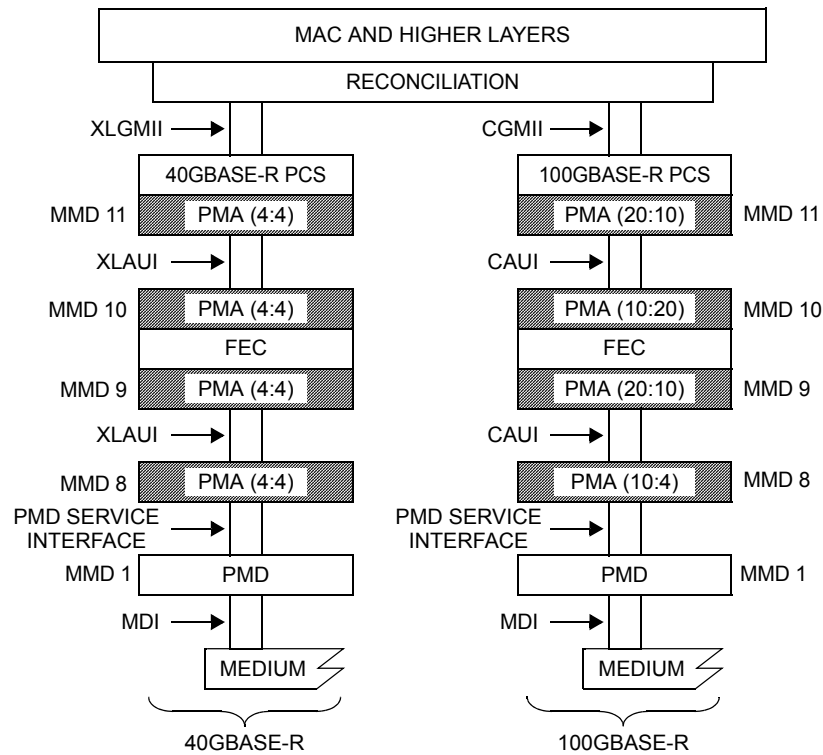 MAC AND HIGHER LAYERS
RECONCILIATION
XLGMII
CGMII
40GBASE-R PCS
100GBASE-R PCS
MMD 11
PMA (4:4)
PMA (20:10)
MMD 11
XLAUI
CAUI
MMD 10
PMA (4:4)
PMA (10:20)
MMD 10
FEC
FEC
MMD 9
PMA (4:4)
PMA (20:10)
MMD 9
XLAUI
CAUI
MMD 8
PMA (4:4)
PMA (10:4)
MMD 8
PMD SERVICE
INTERFACE
PMD SERVICE
INTERFACE
MMD 1
PMD
PMD
MMD 1
MDI
MDI
MEDIUM
MEDIUM
40GBASE-R
100GBASE-R